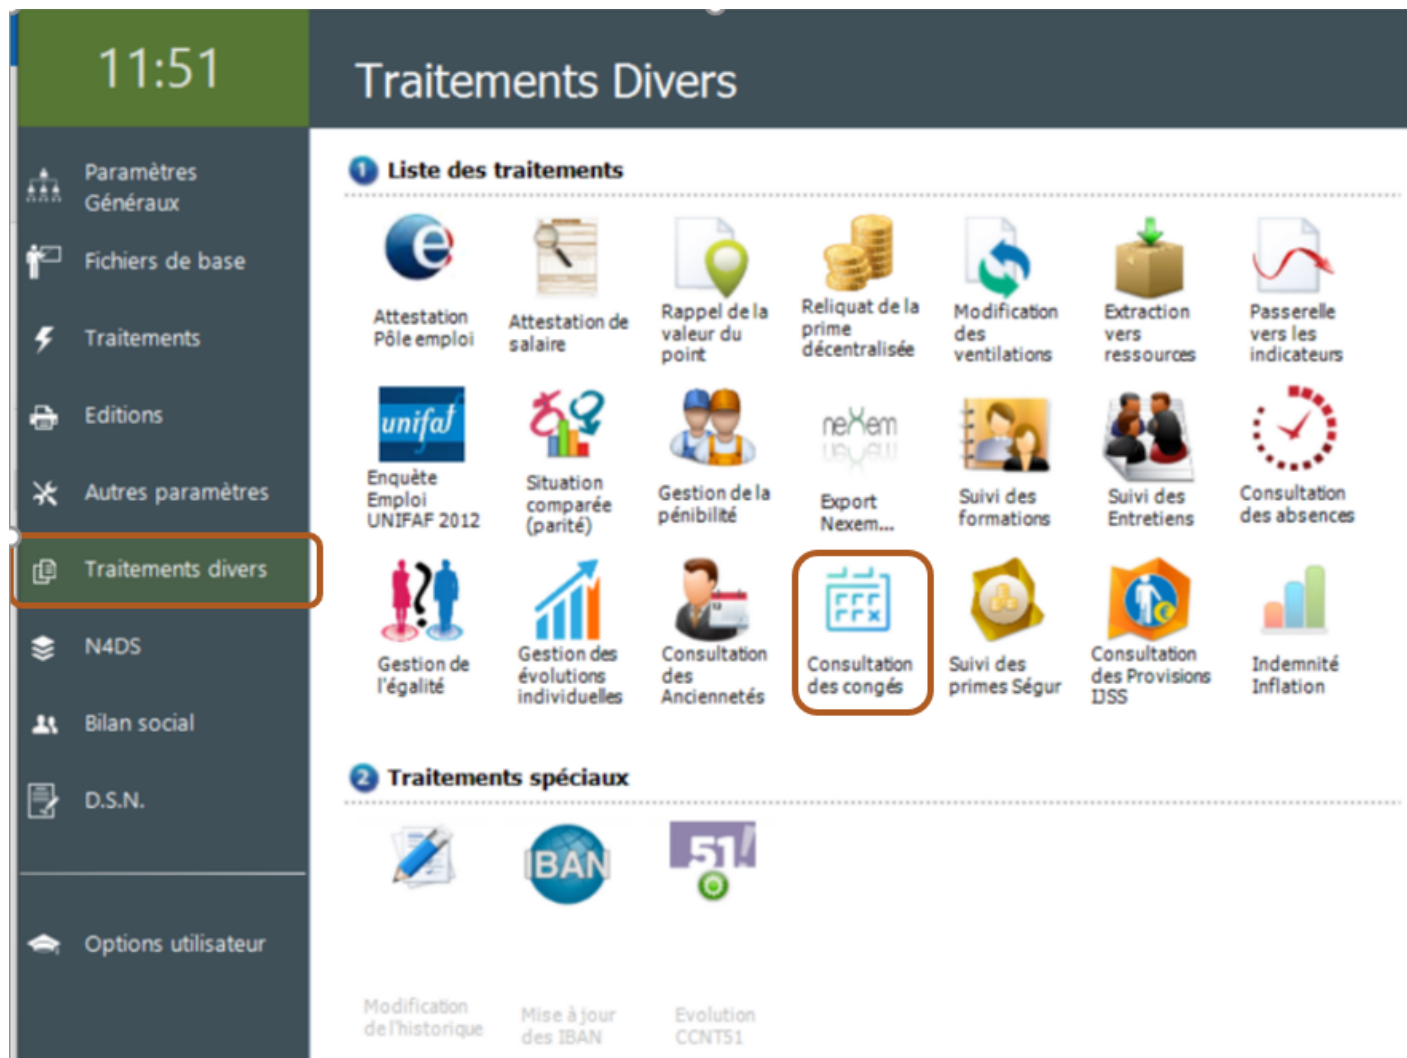 11:51
Traitements Divers
Paramètres
Généraux
Fichiers de base
Traitements
Editions
Autres paramètres
Traitements divers
N4DS
Bilan social
D.S.N.
Options utilisateur
1 Liste des traitements
Attestation
Pôle emploi
Attestation de
salaire
Rappel de la
valeur du
point
Reliquat de la
prime
décentralisée
Modification
des
ventilations
Extraction
vers
ressources
Passerelle
vers les
indicateurs
unifaf
Enquète
Emploi
UNIFAF 2012
Situation
comparée
(parité)
Gestion de la
pénibilité
nexem
Export
Nexem...
Suivi des
formations
Suivi des
Entretiens
Consultation
des absences
Gestion de
l'égalité
Gestion des
évolutions
individuelles
12
Consultation
des
Anciennetés
Consultation
des congés
Suivi des
primes Ségur
Consultation
des Provisions
IJSS
Indemnité
Inflation
2 Traitements spéciaux
IBAN
51!
Modification
de l'historique
Mise à jour
des IBAN
Evolution
CCNT51